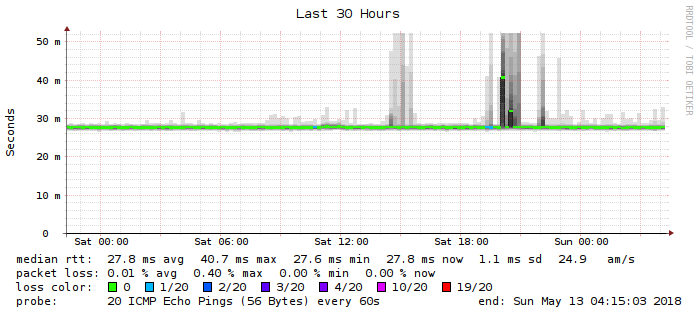 Last 30 Hours
RRDTOOL / TOBI OETIKER
Seconds
50 m
40 m
30 m
20 m
10 m
0
Sat 00:00 Sat 06:00 Sat 12:00 Sat 18:00 Sun 00:00
median rtt: 27.8 ms avg 40.7 ms max 27.6 ms min 27.8 ms now 1.1 ms sd 24.9 am/s
packet loss: 0.01 % avg 0.40 % max 0.00 % min 0.00 % now
loss color: 0 1/20 2/20 3/20 4/20 10/20 19/20
probe: 20 ICMP Echo Pings (56 Bytes) every 60s end: Sun May 13 04:15:03 2018